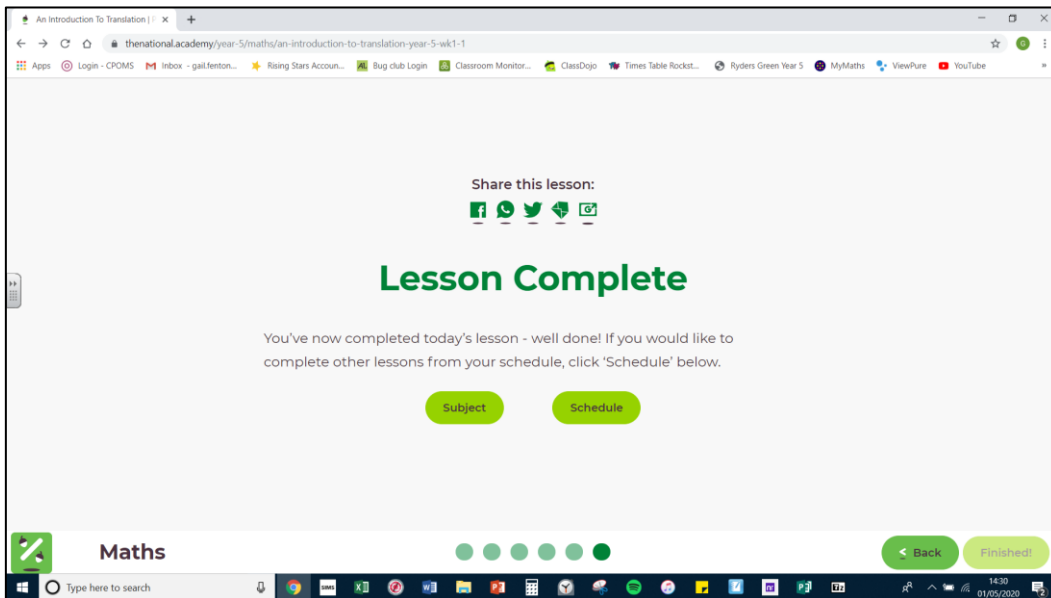 An Introduction To Translation |
thenational.academy/year-5/maths/an-introduction-to-translation-year-5-wk1-1
Apps Login - CPOMS Inbox - gail.fenton... Rising Stars Accoun... Bug club Login Classroom Monitor... ClassDojo Times Table Rockst... Ryders Green Year 5 MyMaths ViewPure YouTube »
Share this lesson:
Lesson Complete
You've now completed today's lesson - well done! If you would like to
complete other lessons from your schedule, click 'Schedule' below.
Subject Schedule
Maths < Back Finished!
Type here to search SIMS 14:30
01/05/2020